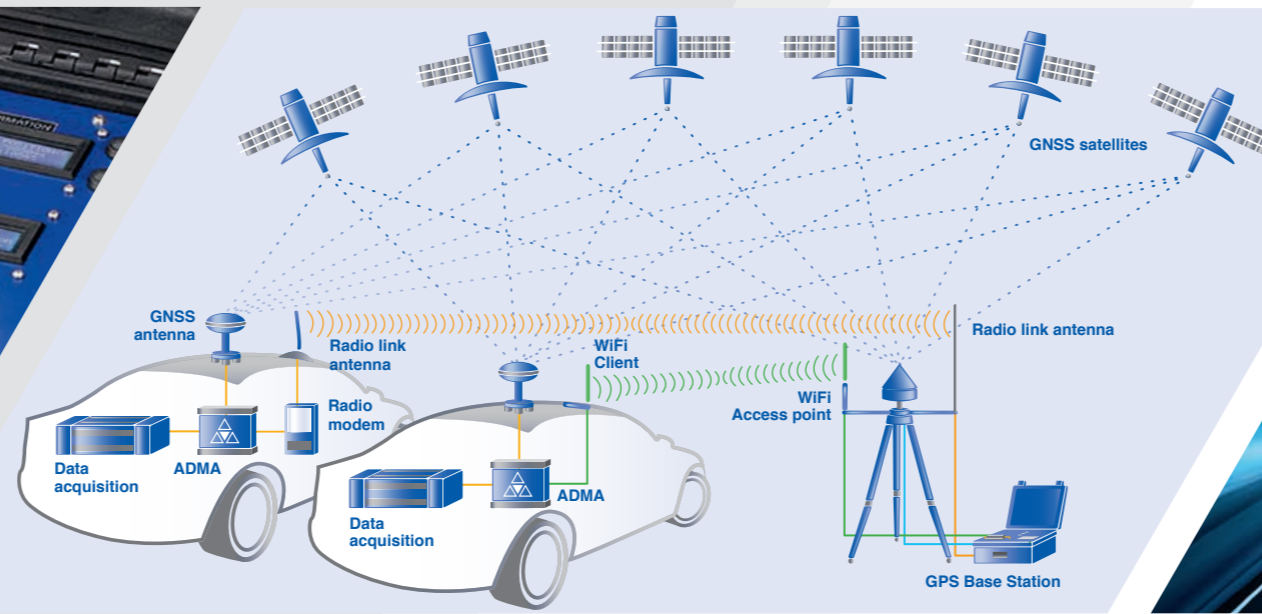 GNSS satellites
GNSS
antenna
Radio link
antenna
WiFi
Client
Radio link antenna
WiFi
Access point
Radio
modem
Data
acquisition
ADMA
ADMA
Data
acquisition
GPS Base Station